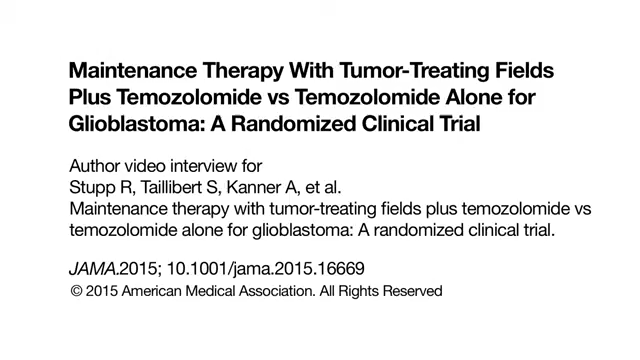 Maintenance Therapy With Tumor-Treating Fields
Plus Temozolomide vs Temozolomide Alone for
Glioblastoma: A Randomized Clinical Trial
Author video interview for
Stupp R, Taillibert S, Kanner A, et al.
Maintenance therapy with tumor-treating fields plus temozolomide vs
temozolomide alone for glioblastoma: A randomized clinical trial.
JAMA.2015; 10.1001/jama.2015.16669
© 2015 American Medical Association. All Rights Reserved